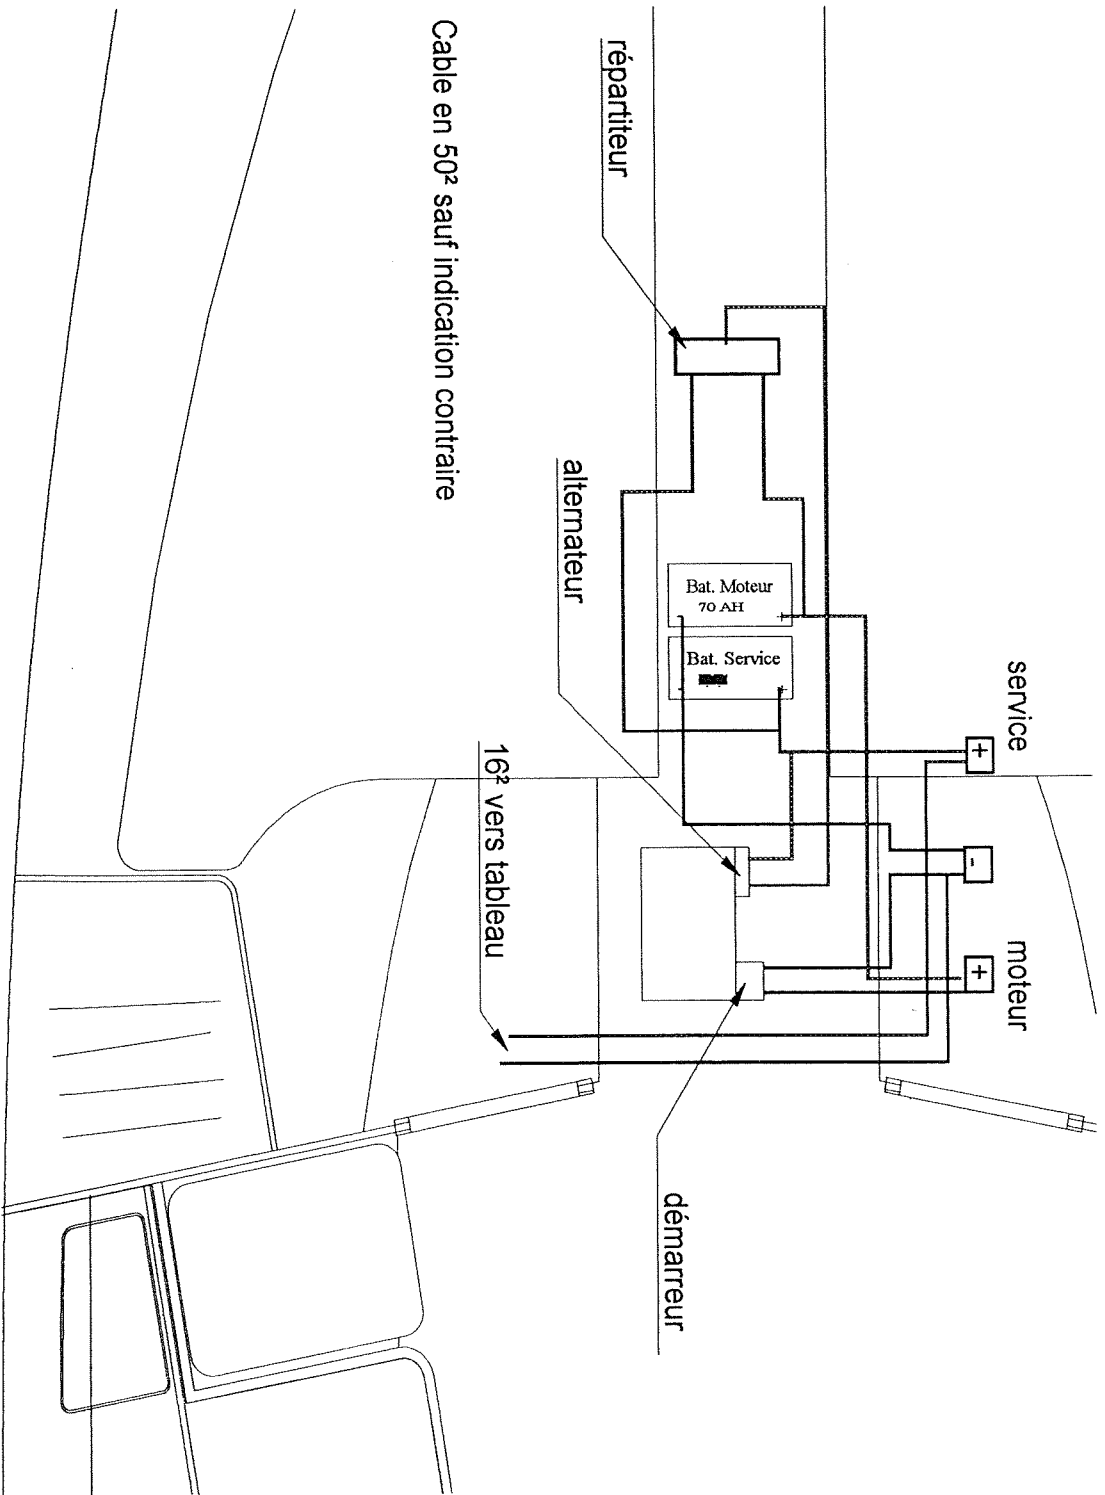 Cable en 50² sauf indication contraire
répartiteur
alternateur
16² vers tableau
démarreur
service
moteur
+
-
+
Bat. Moteur
70 AH
Bat. Service